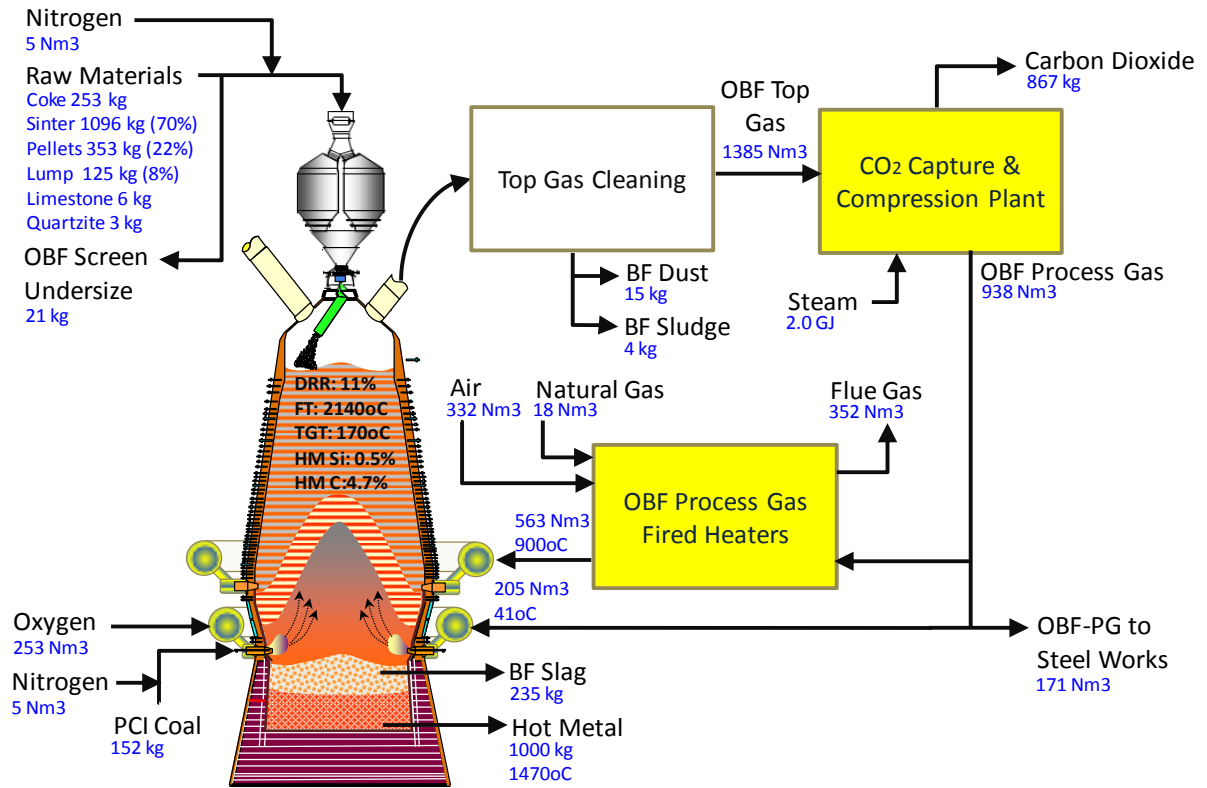 Nitrogen
5 Nm3
Raw Materials
Coke 253 kg
Sinter 1096 kg (70%)
Pellets 353 kg (22%)
Lump 125 kg (8%)
Limestone 6 kg
Quartzite 3 kg
OBF Screen
Undersize
21 kg
Top Gas Cleaning
OBF Top
Gas
1385 Nm3
Carbon Dioxide
867 kg
CO2 Capture &
Compression Plant
BF Dust
15 kg
BF Sludge
4 kg
Steam
2.0 GJ
OBF Process Gas
938 Nm3
DRR: 11%
FT: 2140oC
TGT: 170oC
HM Si: 0.5%
HM C:4.7%
Air
332 Nm3
Natural Gas
18 Nm3
Flue Gas
352 Nm3
OBF Process Gas
Fired Heaters
563 Nm3
900oC
205 Nm3
41oC
Oxygen
253 Nm3
Nitrogen
5 Nm3
PCI Coal
152 kg
BF Slag
235 kg
Hot Metal
1000 kg
1470oC
OBF-PG to
Steel Works
171 Nm3